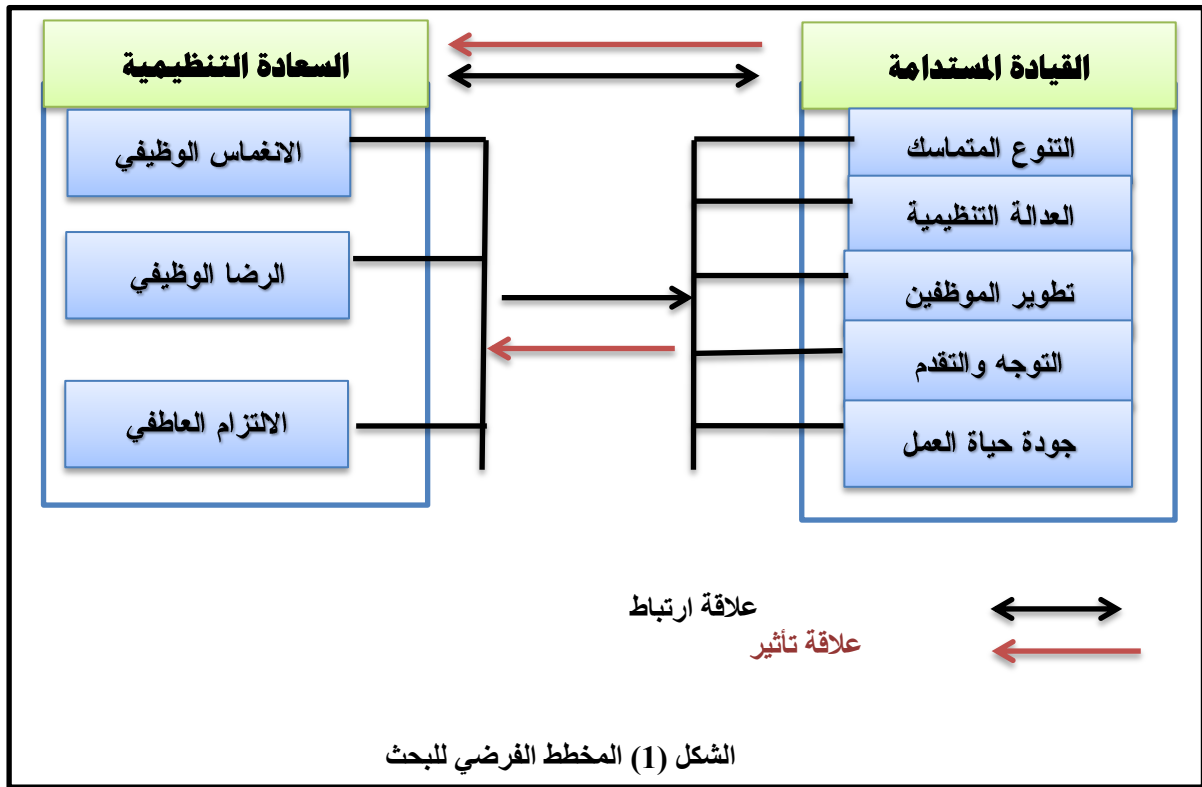 القيادة المستدامة
التنوع المتماسك
العدالة التنظيمية
تطوير الموظفين
التوجه والتقدم
جودة حياة العمل
السعادة التنظيمية
الانغماس الوظيفي
الرضا الوظيفي
الالتزام العاطفي
علاقة ارتباط
علاقة تأثير
الشكل (1) المخطط الفرضي للبحث